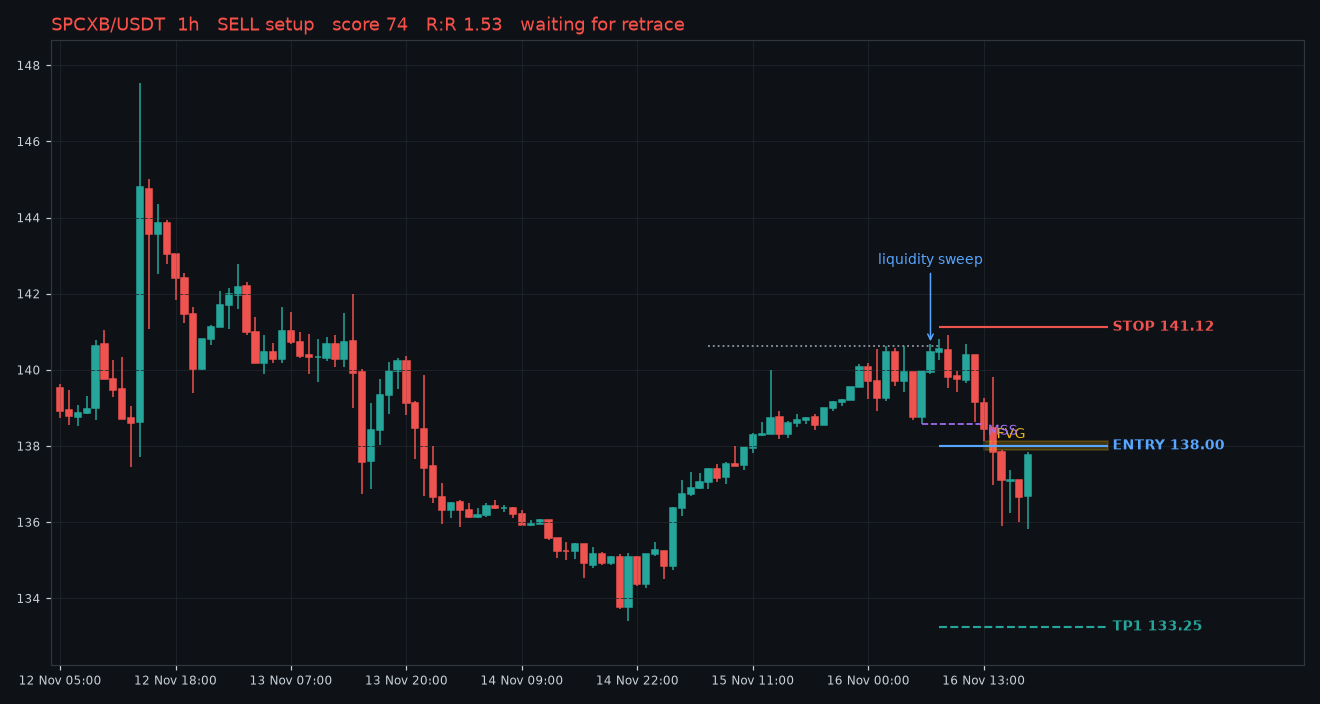 SPCXB/USDT 1h SELL setup score 74 R:R 1.53 waiting for retrace
148
146
144
142
140
138
136
134
liquidity sweep
STOP 141.12
MSS
FVG
ENTRY 138.00
TP1 133.25
12 Nov 05:00
12 Nov 18:00
13 Nov 07:00
13 Nov 20:00
14 Nov 09:00
14 Nov 22:00
15 Nov 11:00
16 Nov 00:00
16 Nov 13:00